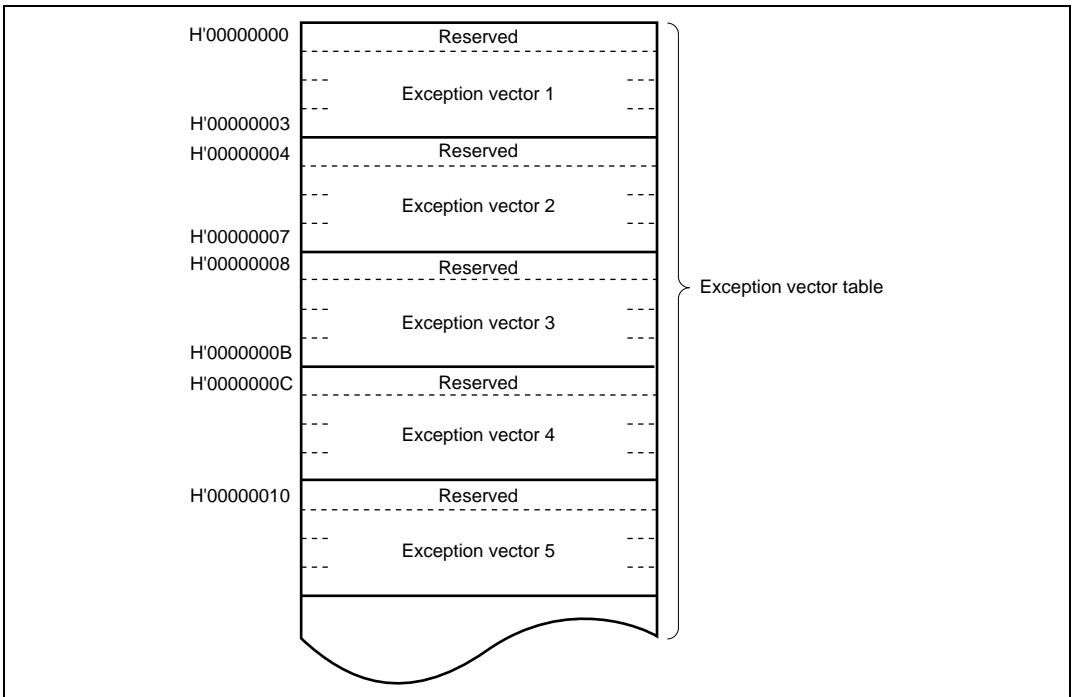 H'00000000
Reserved
Exception vector 1
H'00000003
H'00000004
Reserved
Exception vector 2
H'00000007
H'00000008
Reserved
Exception vector 3
Exception vector table
H'0000000B
H'0000000C
Reserved
Exception vector 4
H'00000010
Reserved
Exception vector 5